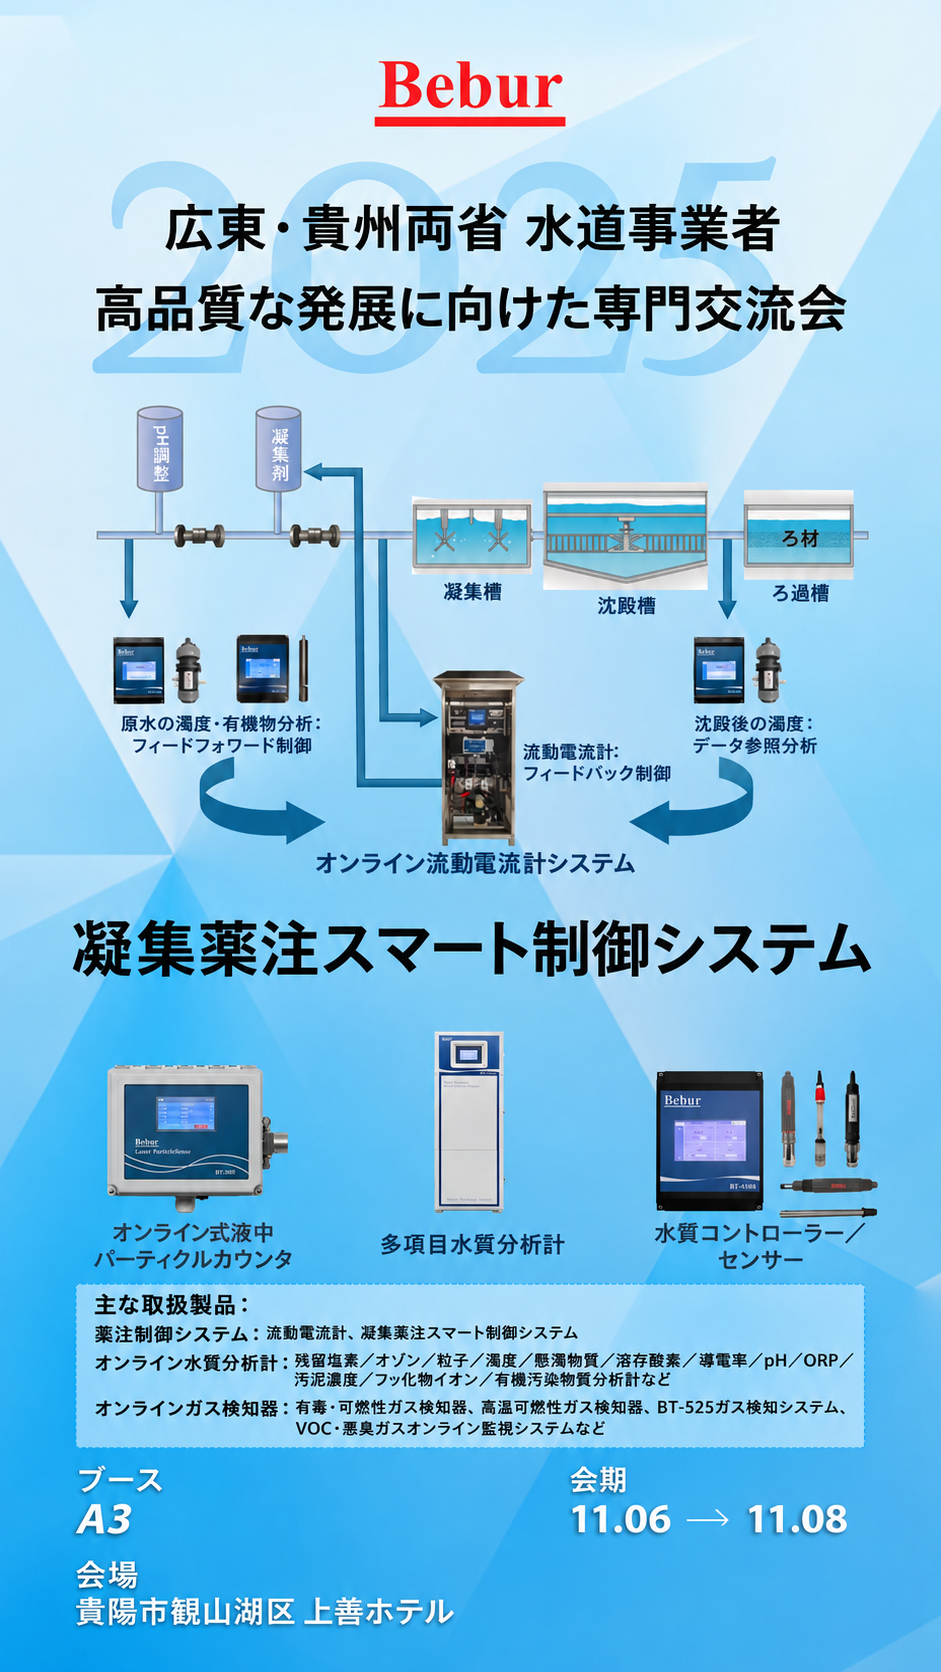 Bebur
2025
広東・貴州両省 水道事業者
高品質な発展に向けた専門交流会
pH調整
凝集剤
ろ材
凝集槽
沈殿槽
ろ過槽
Bebur
Bebur
Bebur
原水の濁度・有機物分析：
フィードフォワード制御
沈殿後の濁度：
データ参照分析
流動電流計：
フィードバック制御
オンライン流動電流計システム
凝集薬注スマート制御システム
Bebur
Laser ParticleSense
Bebur
BT-4108
オンライン式液中
パーティクルカウンタ
多項目水質分析計
水質コントローラー／
センサー
主な取扱製品：
薬注制御システム：流動電流計、凝集薬注スマート制御システム
オンライン水質分析計：残留塩素／オゾン／粒子／濁度／懸濁物質／溶存酸素／導電率／pH／ORP／
汚泥濃度／フッ化物イオン／有機汚染物質分析計など
オンラインガス検知器：有毒・可燃性ガス検知器、高温可燃性ガス検知器、BT-525ガス検知システム、
VOC・悪臭ガスオンライン監視システムなど
ブース
A3
会期
11.06 → 11.08
会場
貴陽市観山湖区 上善ホテル